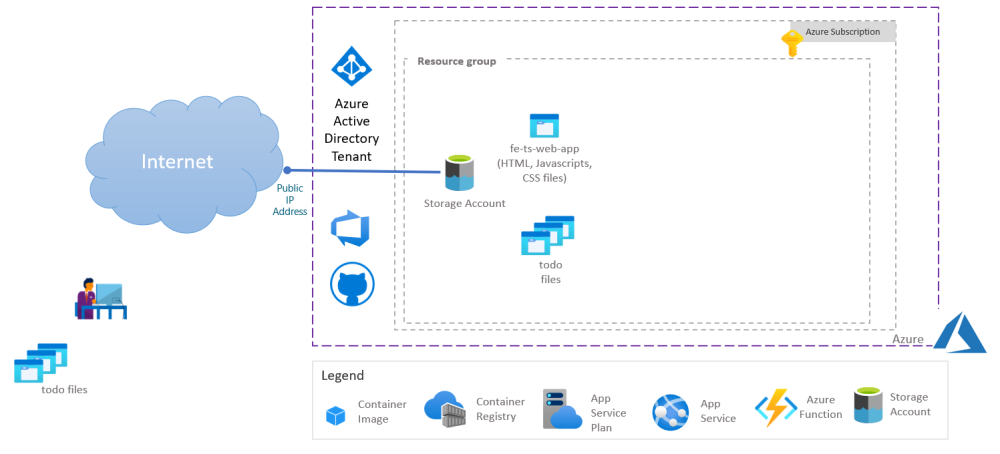 Azure Subscription
Resource group
Azure
Active
Directory
Tenant
Internet
fe-ts-web-app
(HTML, Javascripts,
CSS files)
Public
IP
Address
Storage Account
todo
files
Azure
todo files
Legend
Container
Image
Container
Registry
App
Service
Plan
App
Service
Azure
Function
Storage
Account